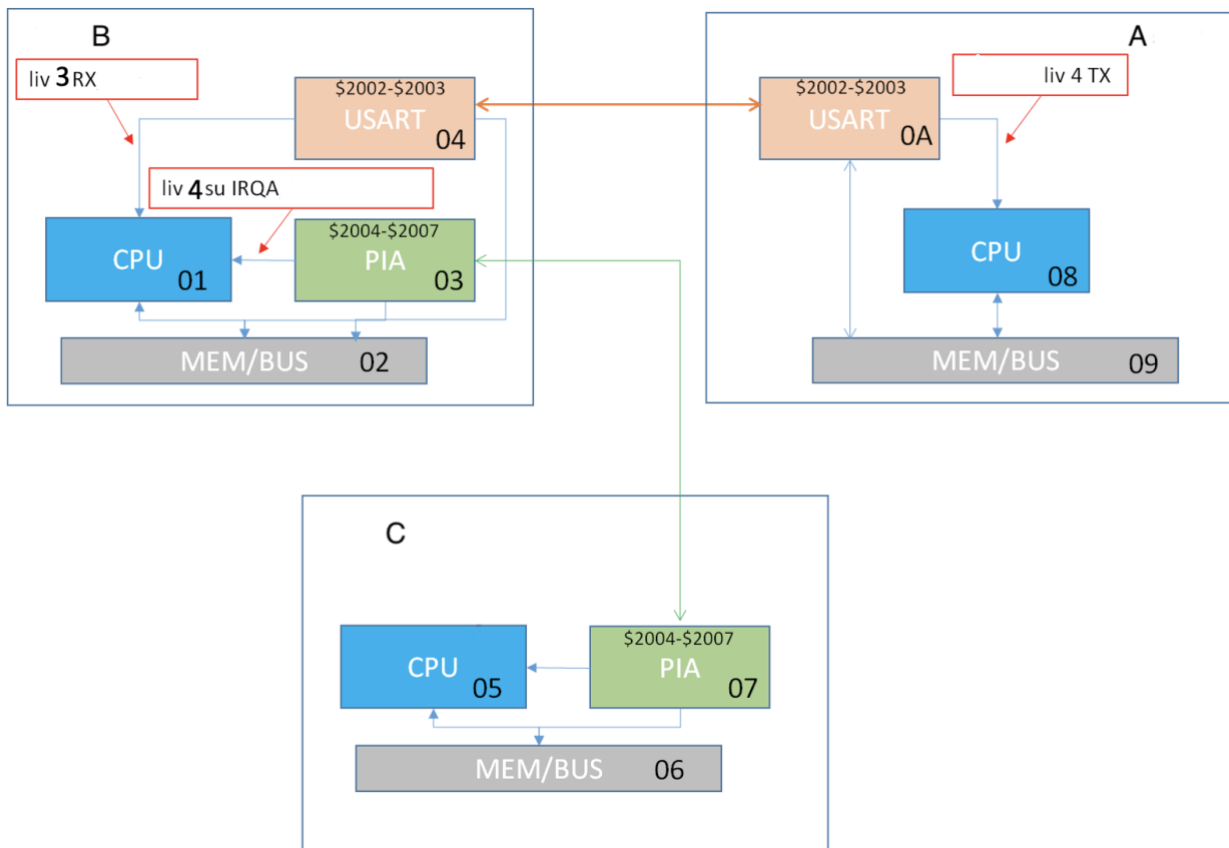 B
liv 3 RX
$2002-$2003
USART
04
liv 4 su IRQA
CPU
01
$2004-$2007
PIA
03
MEM/BUS
02
A
liv 4 TX
$2002-$2003
USART
0A
CPU
08
MEM/BUS
09
C
CPU
05
$2004-$2007
PIA
07
MEM/BUS
06